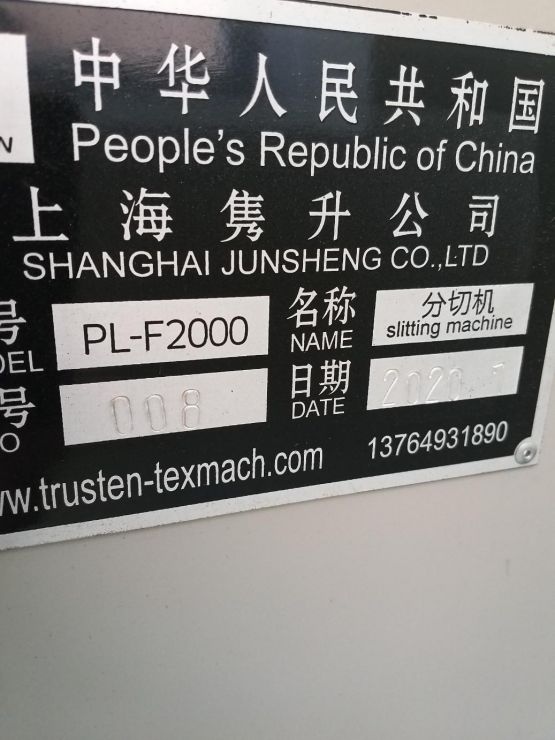 N
中华人民共和国
People's Republic of China
上海隽升公司
SHANGHAI JUNSHENG CO.,LTD
号 PL-F2000 名称 分切机
DEL NAME slitting machine
号 008 日期 2020.7
O DATE
ww.trusten-texmach.com 13764931890